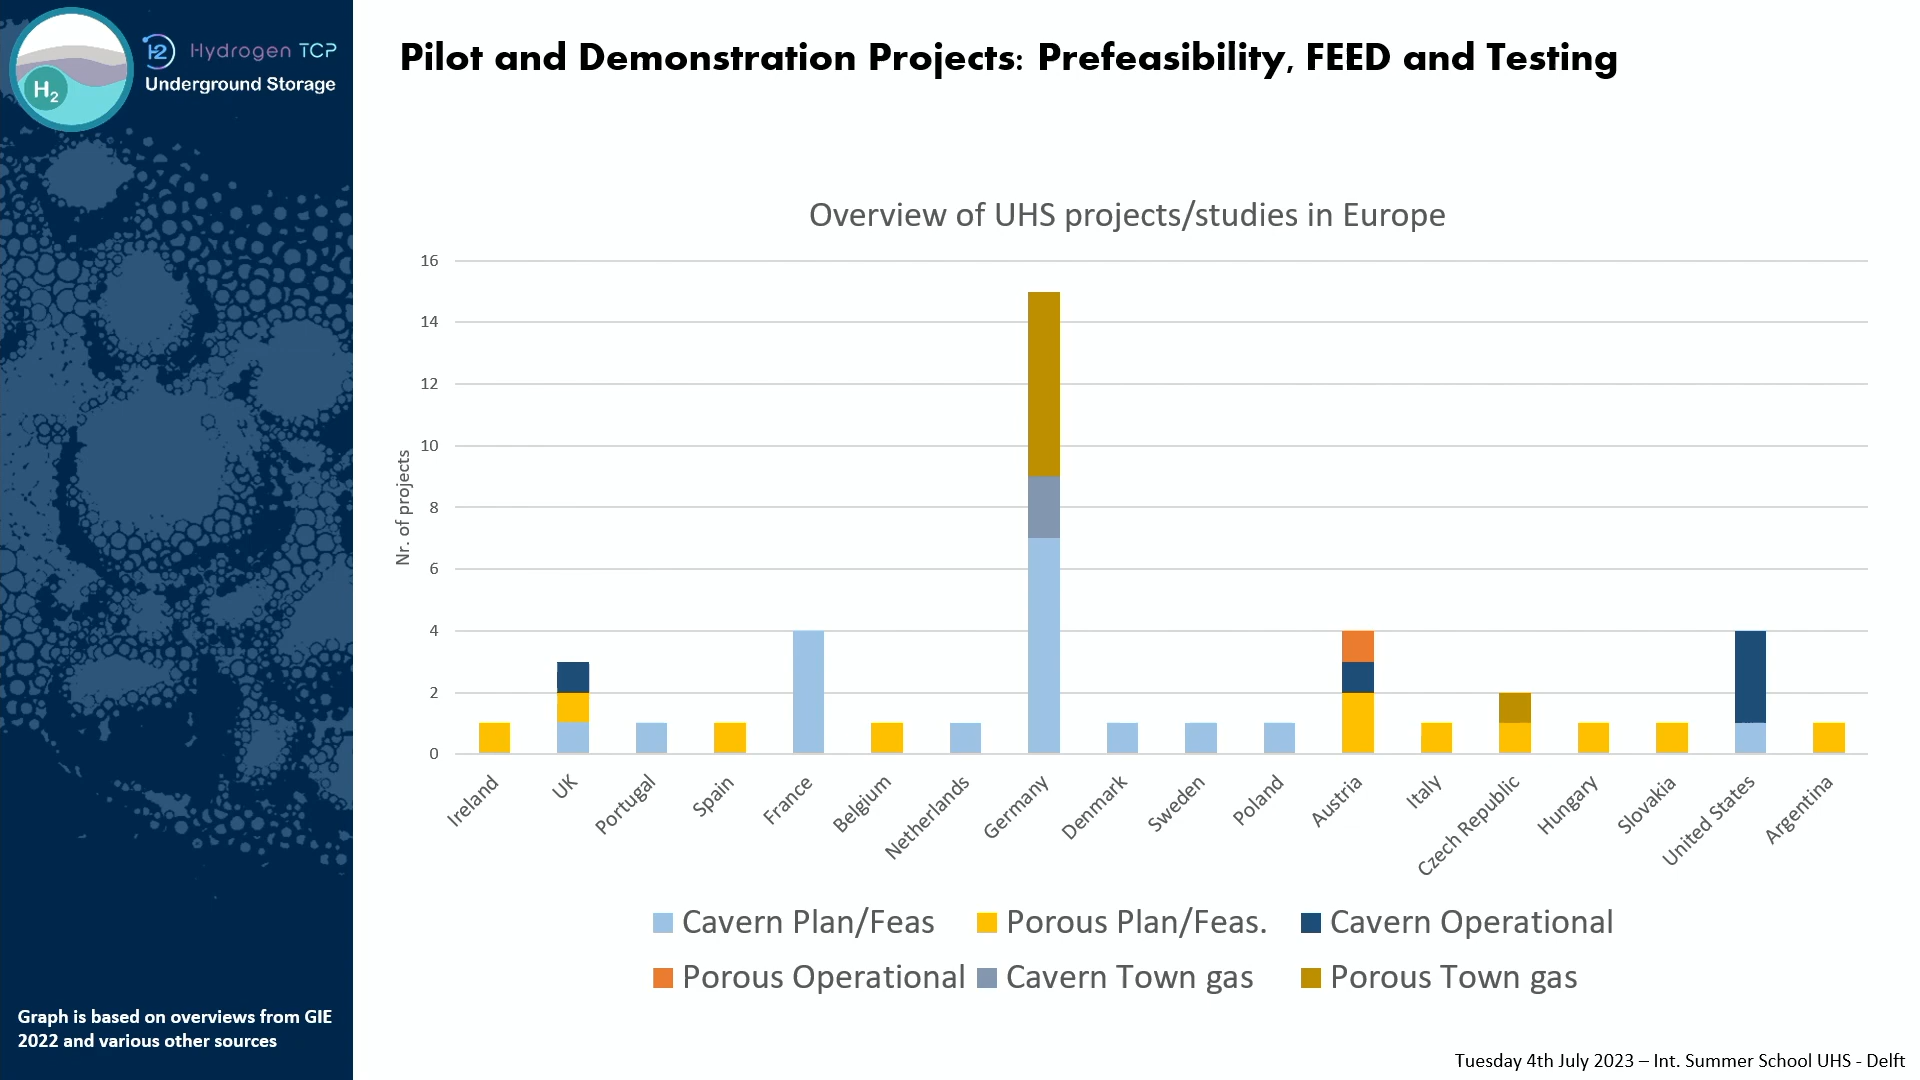 H2 Hydrogen TCP
Underground Storage
H2
Pilot and Demonstration Projects: Prefeasibility, FEED and Testing
Overview of UHS projects/studies in Europe
16
14
12
10
8
6
4
2
0
Nr. of projects
Ireland
UK
Portugal
Spain
France
Belgium
Netherlands
Germany
Denmark
Sweden
Poland
Austria
Italy
Czech Republic
Hungary
Slovakia
United States
Argentina
Cavern Plan/Feas Porous Plan/Feas. Cavern Operational
Porous Operational Cavern Town gas Porous Town gas
Graph is based on overviews from GIE
2022 and various other sources
Tuesday 4th July 2023 – Int. Summer School UHS - Delft